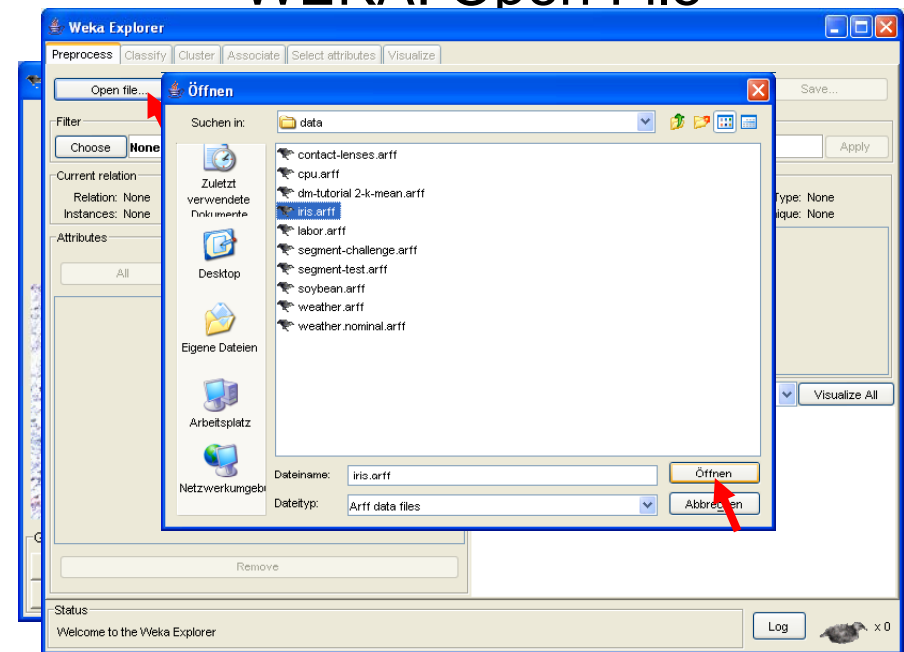 WEKA: Open File
Weka Explorer
Preprocess Classify Cluster Associate Select attributes Visualize
Open file...
Save...
Filter
Choose None
Apply
Current relation
Relation: None
Instances: None
Type: None
None
Attributes
All
Visualize All
Remove
Status
Welcome to the Weka Explorer
Log
x 0
Öffnen
Suchen in: data
Zuletzt
verwendete
Dokumente
Desktop
Eigene Dateien
Arbeitsplatz
contact-lenses.arff
cpu.arff
dm-tutorial 2-k-mean.arff
iris.arff
labor.arff
segment-challenge.arff
segment-test.arff
soybean.arff
weather.arff
weather.nominal.arff
Dateiname: iris.arff
Öffnen
Dateityp: Arff data files